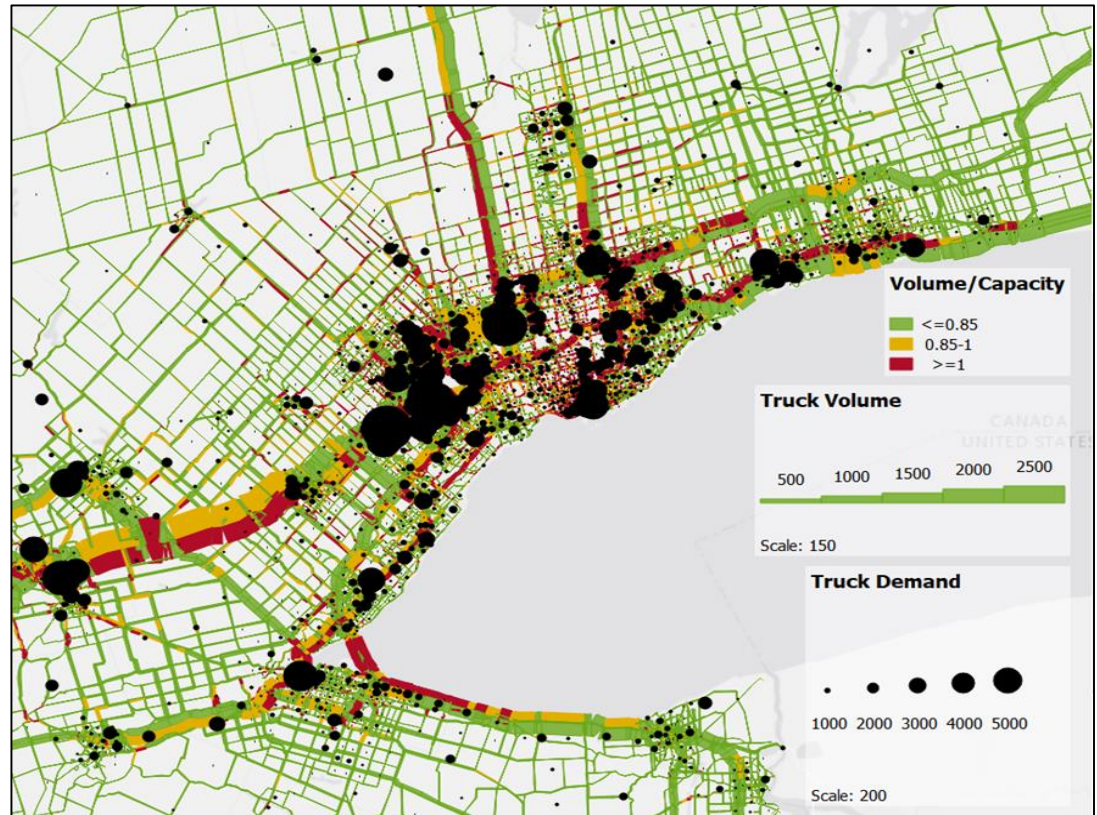 Volume/Capacity
<=0.85
0.85-1
>=1
Truck Volume
CANADA
UNITED STATES
500 1000 1500 2000 2500
Scale: 150
Truck Demand
1000 2000 3000 4000 5000
Scale: 200